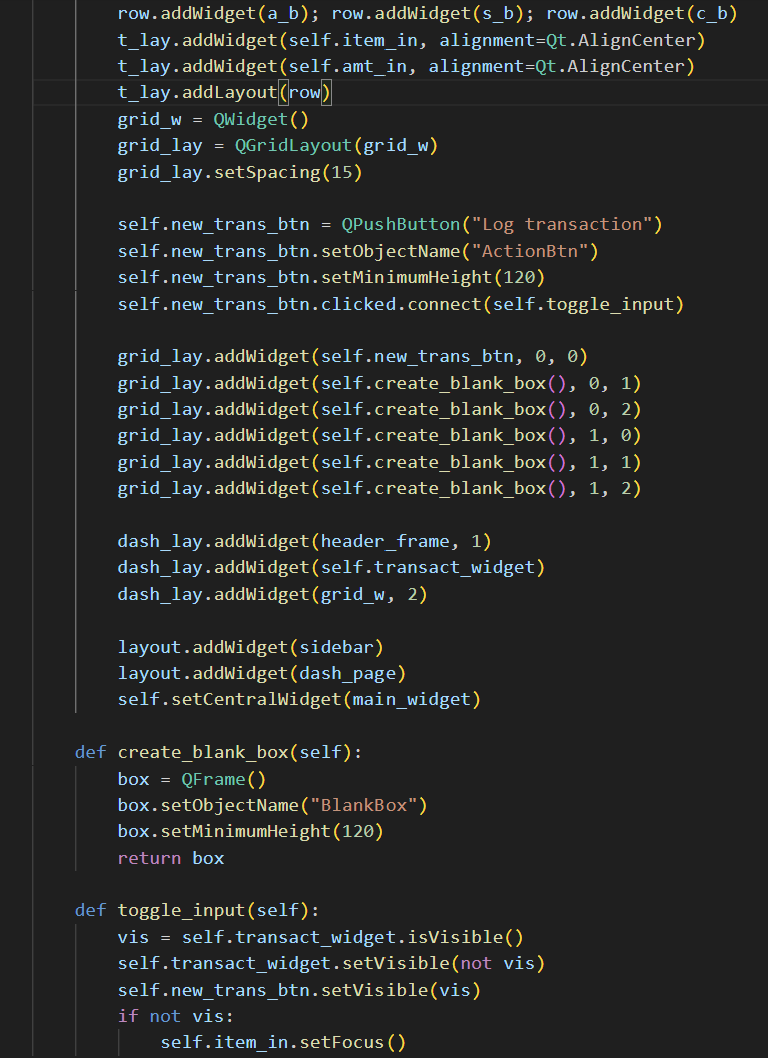 row.addWidget(a_b); row.addWidget(s_b); row.addWidget(c_b)
t_lay.addWidget(self.item_in, alignment=Qt.AlignCenter)
t_lay.addWidget(self.amt_in, alignment=Qt.AlignCenter)
t_lay.addLayout(row)
grid_w = QWidget()
grid_lay = QGridLayout(grid_w)
grid_lay.setSpacing(15)
self.new_trans_btn = QPushButton("Log transaction")
self.new_trans_btn.setObjectName("ActionBtn")
self.new_trans_btn.setMinimumHeight(120)
self.new_trans_btn.clicked.connect(self.toggle_input)
grid_lay.addWidget(self.new_trans_btn, 0, 0)
grid_lay.addWidget(self.create_blank_box(), 0, 1)
grid_lay.addWidget(self.create_blank_box(), 0, 2)
grid_lay.addWidget(self.create_blank_box(), 1, 0)
grid_lay.addWidget(self.create_blank_box(), 1, 1)
grid_lay.addWidget(self.create_blank_box(), 1, 2)
dash_lay.addWidget(header_frame, 1)
dash_lay.addWidget(self.transact_widget)
dash_lay.addWidget(grid_w, 2)
layout.addWidget(sidebar)
layout.addWidget(dash_page)
self.setCentralWidget(main_widget)
def create_blank_box(self):
box = QFrame()
box.setObjectName("BlankBox")
box.setMinimumHeight(120)
return box
def toggle_input(self):
vis = self.transact_widget.isVisible()
self.transact_widget.setVisible(not vis)
self.new_trans_btn.setVisible(vis)
if not vis:
self.item_in.setFocus()